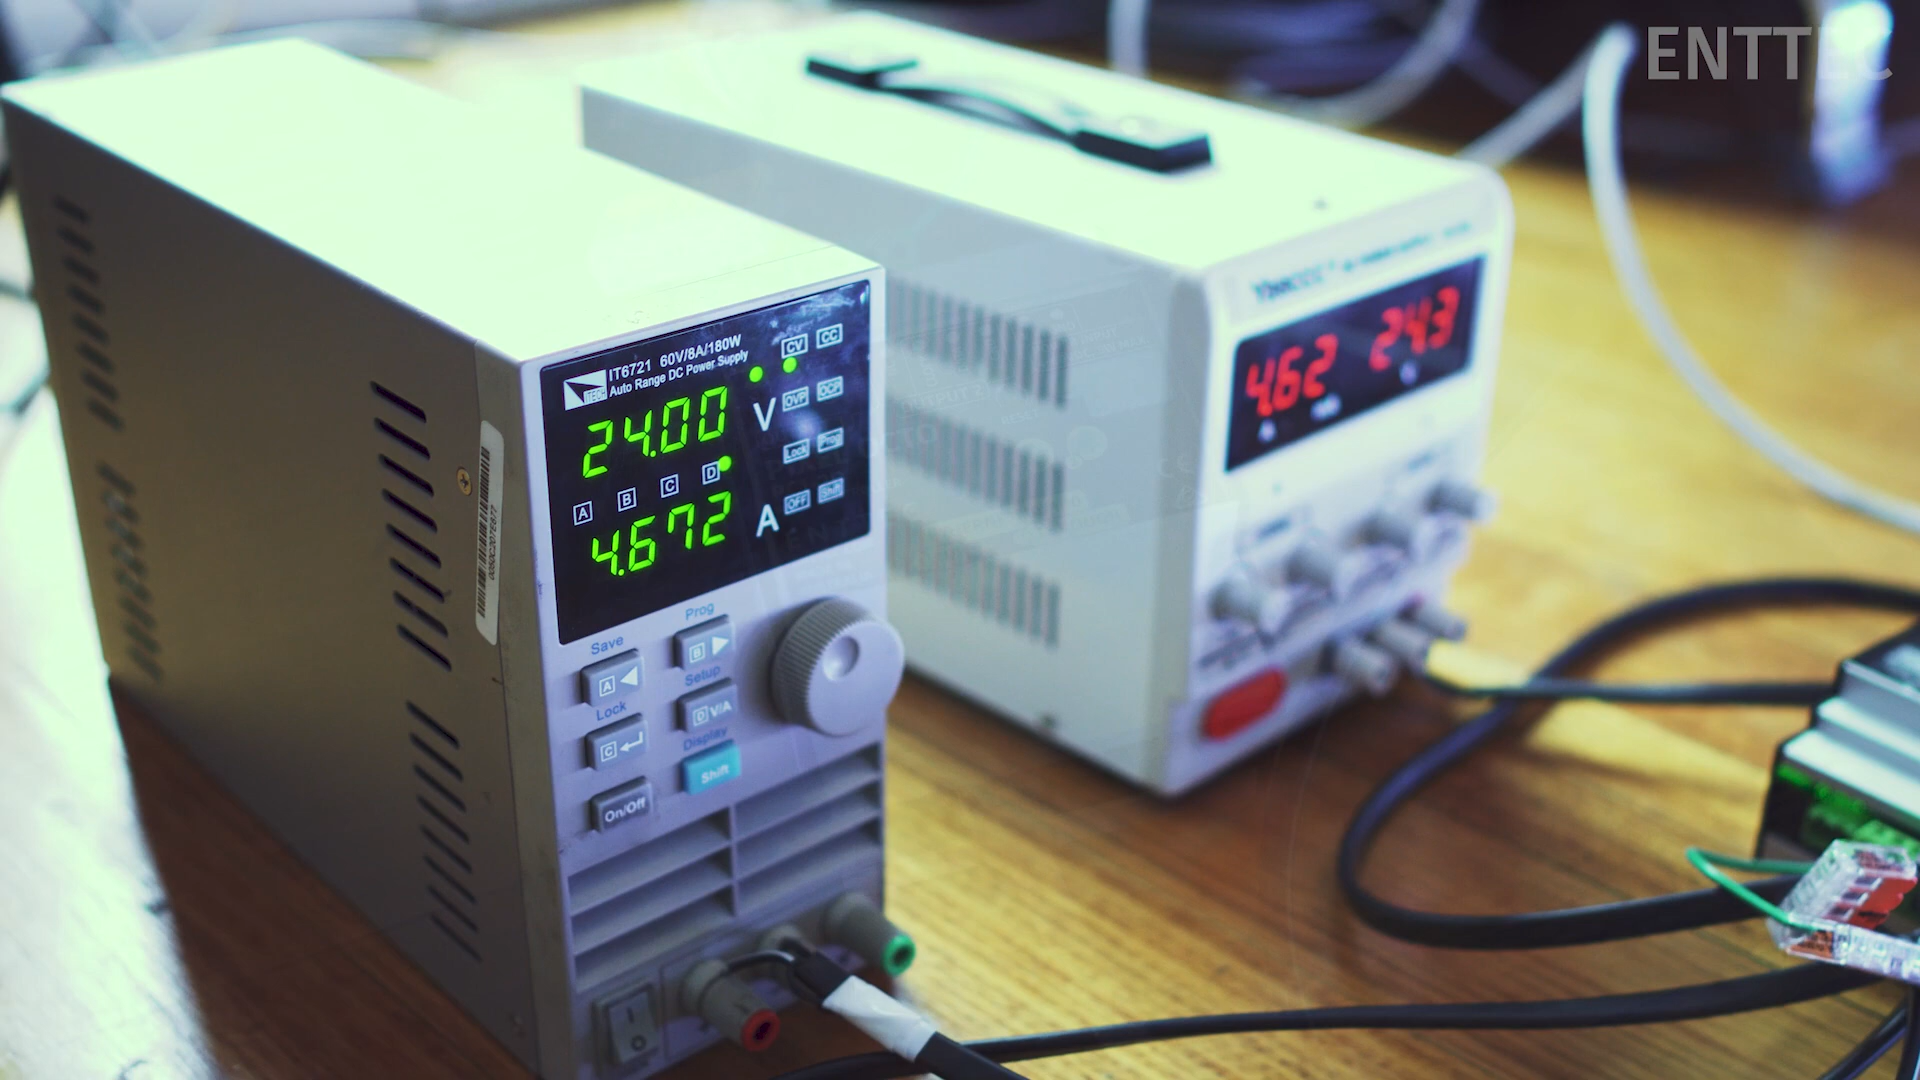 ENTTEC
IT6721 60V/8A/180W
ITECH Auto Range DC Power Supply
CV CC
24.00 V
OVP OCP
A B C D
Lock Prog
4.672 A
OFF Shift
4.62 24.3
A
V
Save Prog
A B
Lock Setup
C D V/A
Display
On/Off Shift
I
O